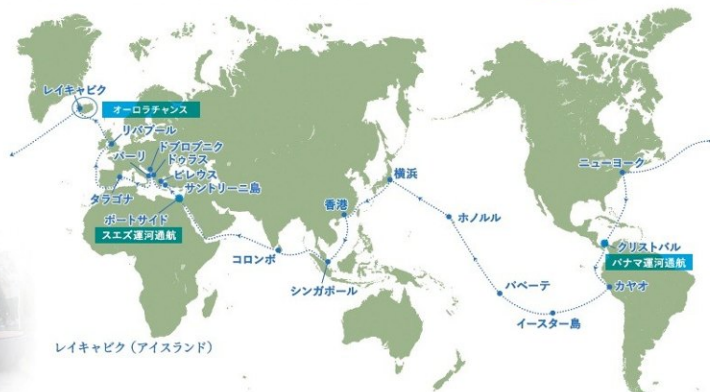 レイキャビク
オーロラチャンス
リバプール
ドブロブニク
バーリ
ドゥラス
ピレウス
サントリーニ島
タラゴナ
ポートサイド
スエズ運河通航
コロンボ
シンガポール
香港
横浜
ホノルル
パペーテ
イースター島
ニューヨーク
クリストバル
パナマ運河通航
カヤオ
レイキャビク（アイスランド）